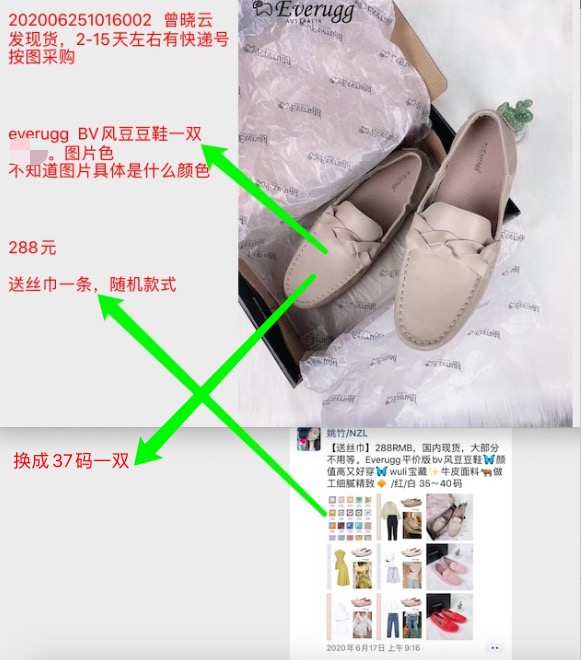 202006251016002 曾晓云
发现货，2-15天左右有快递号
按图采购
Everugg
AUSTRALIA
everugg BV风豆豆鞋一双
。图片色
不知道图片具体是什么颜色
288元
送丝巾一条，随机款式
换成37码一双
姚竹/NZL
【送丝巾】288RMB，国内现货，大部分
不用等。Everugg平价版bv风豆豆鞋🦋颜
值高又好穿🦋wuli宝藏✨牛皮面料🐂做
工细腻精致🔸/红/白 35～40码
2020年6月17日 上午9:16